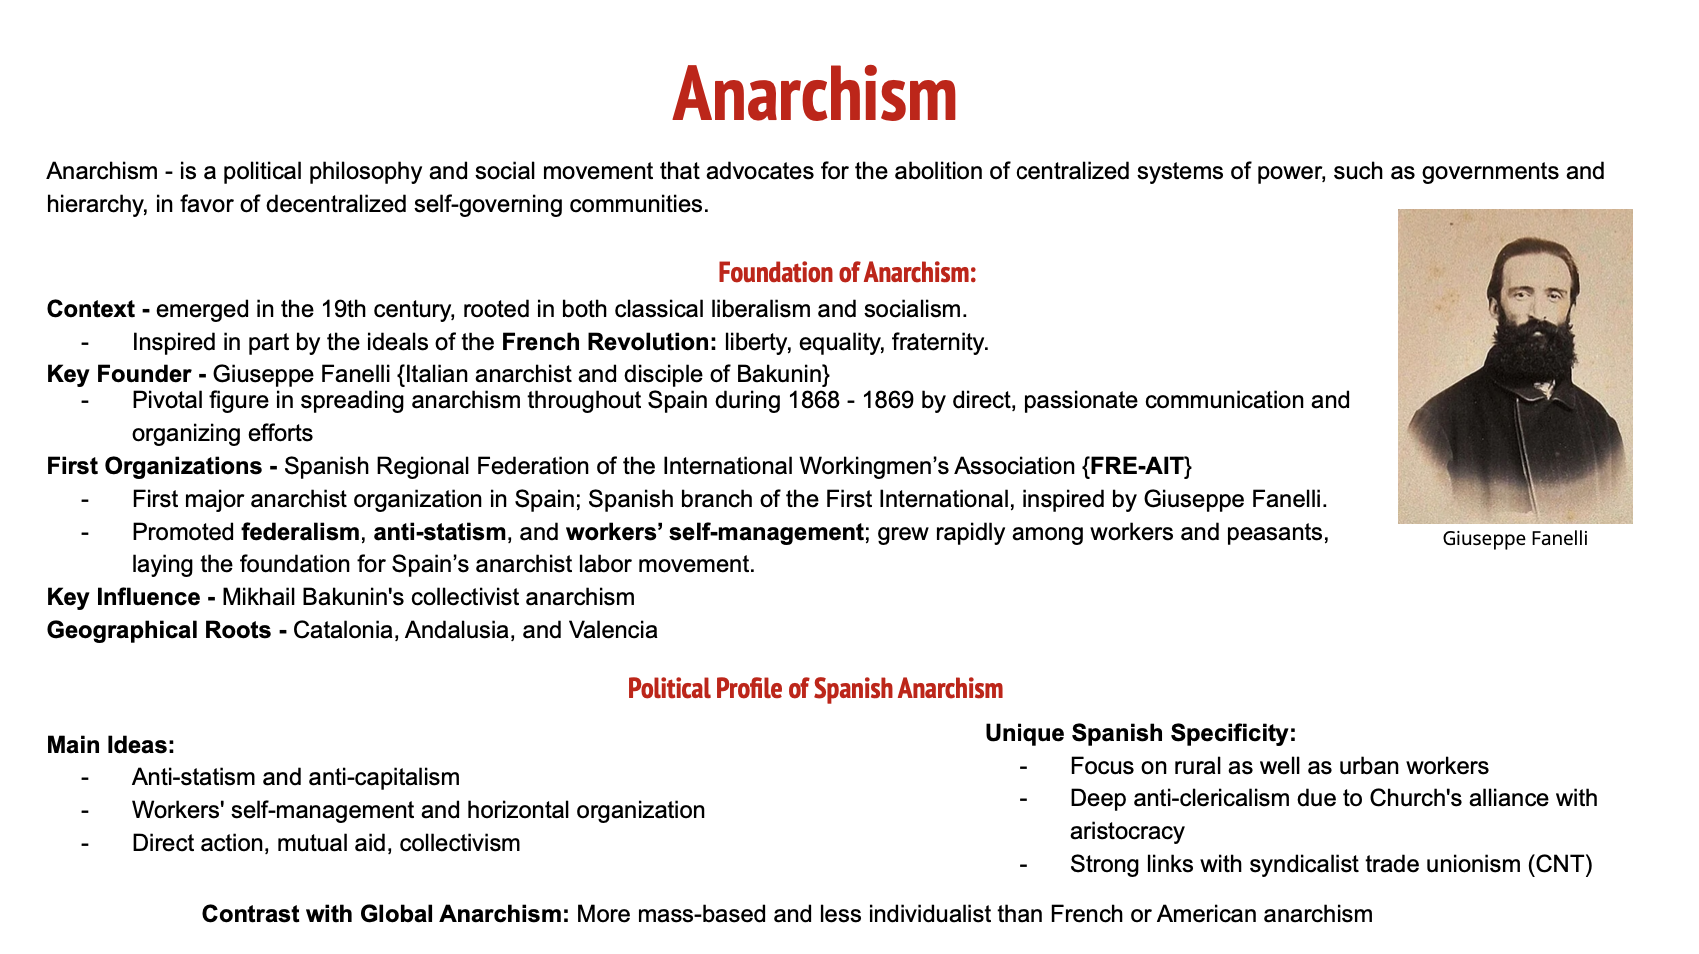 Anarchism
Anarchism - is a political philosophy and social movement that advocates for the abolition of centralized systems of power, such as governments and
hierarchy, in favor of decentralized self-governing communities.
Foundation of Anarchism:
Context - emerged in the 19th century, rooted in both classical liberalism and socialism.
- Inspired in part by the ideals of the French Revolution: liberty, equality, fraternity.
Key Founder - Giuseppe Fanelli {Italian anarchist and disciple of Bakunin}
- Pivotal figure in spreading anarchism throughout Spain during 1868 - 1869 by direct, passionate communication and
organizing efforts
First Organizations - Spanish Regional Federation of the International Workingmen’s Association {FRE-AIT}
- First major anarchist organization in Spain; Spanish branch of the First International, inspired by Giuseppe Fanelli.
- Promoted federalism, anti-statism, and workers’ self-management; grew rapidly among workers and peasants,
laying the foundation for Spain’s anarchist labor movement.
Key Influence - Mikhail Bakunin's collectivist anarchism
Geographical Roots - Catalonia, Andalusia, and Valencia
Giuseppe Fanelli
Political Profile of Spanish Anarchism
Main Ideas:
- Anti-statism and anti-capitalism
- Workers' self-management and horizontal organization
- Direct action, mutual aid, collectivism
Unique Spanish Specificity:
- Focus on rural as well as urban workers
- Deep anti-clericalism due to Church's alliance with
aristocracy
- Strong links with syndicalist trade unionism (CNT)
Contrast with Global Anarchism: More mass-based and less individualist than French or American anarchism